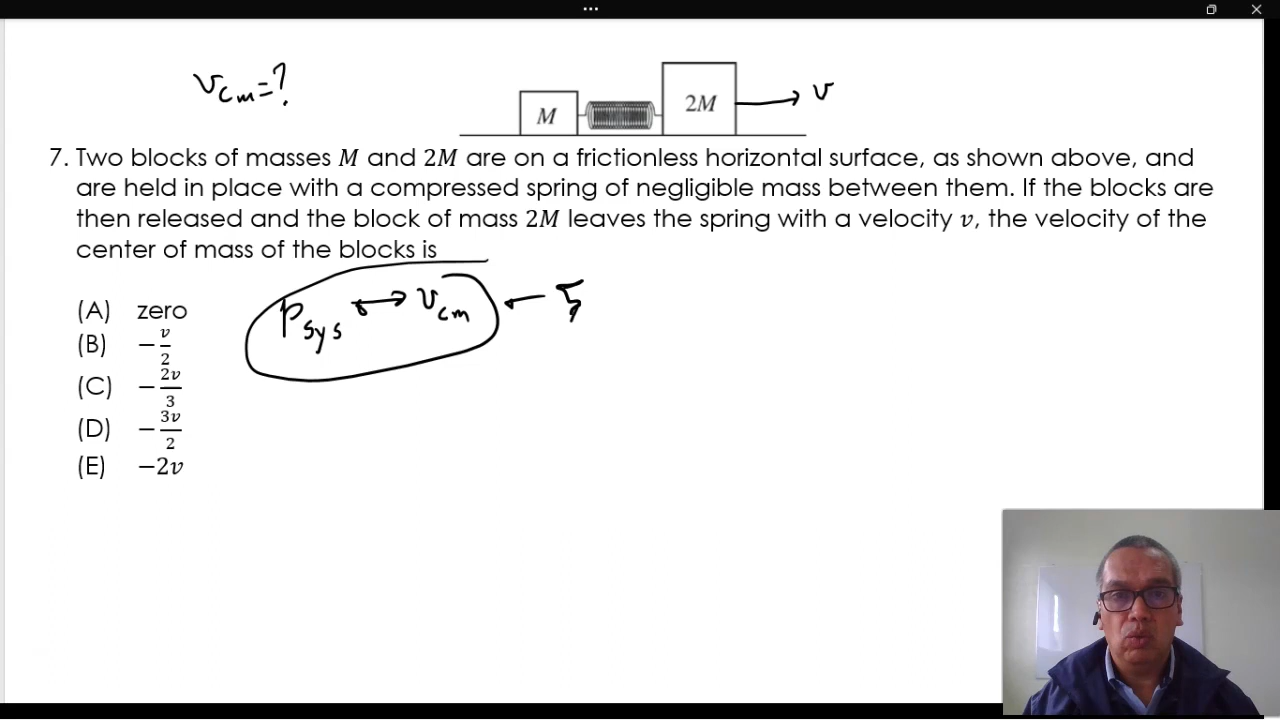 v_cm = ?
M
2M
v
7. Two blocks of masses M and 2M are on a frictionless horizontal surface, as shown above, and
are held in place with a compressed spring of negligible mass between them. If the blocks are
then released and the block of mass 2M leaves the spring with a velocity v, the velocity of the
center of mass of the blocks is
P_sys ↔ v_cm ←
(A) zero
(B) −v/2
(C) −2v/3
(D) −3v/2
(E) −2v